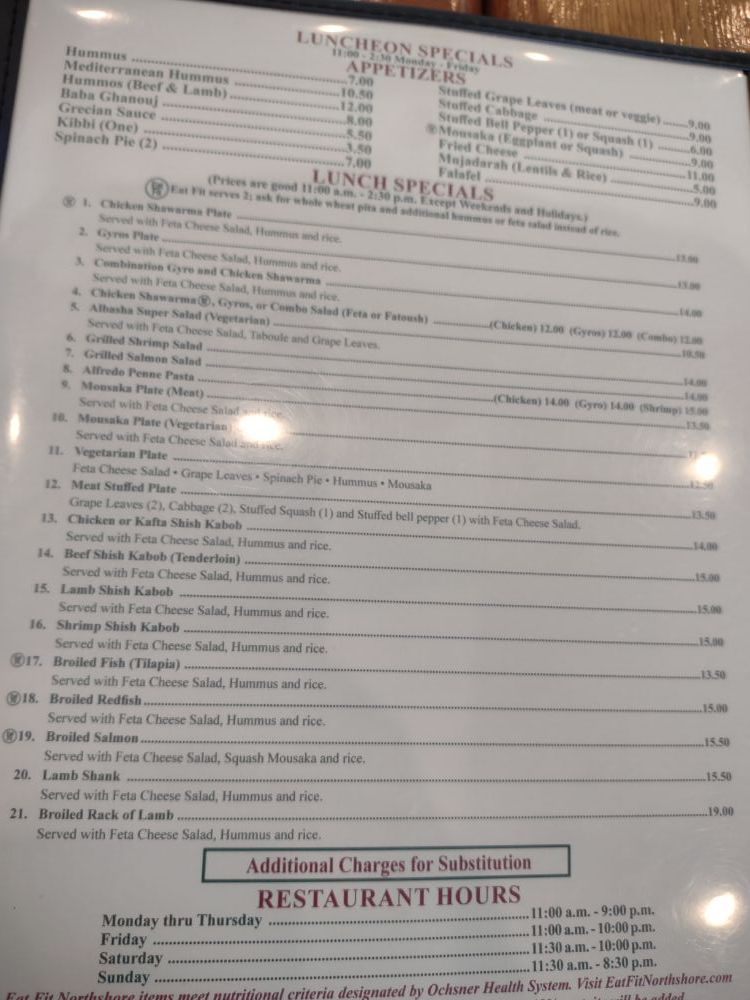 LUNCHEON SPECIALS
11:00 - 2:30 Monday - Friday
APPETIZERS
Hummus 7.00
Mediterranean Hummus 10.50
Hummos (Beef & Lamb) 12.00
Baba Ghanouj 8.00
Grecian Sauce 5.50
Kibbi (One) 3.50
Spinach Pie (2) 7.00
Stuffed Grape Leaves (meat or veggie) 9.00
Stuffed Cabbage 9.00
Stuffed Bell Pepper (1) or Squash (1) 6.00
Mousaka (Eggplant or Squash) 9.00
Fried Cheese 11.00
Mujadarah (Lentils & Rice) 5.00
Falafel 9.00
LUNCH SPECIALS
(Prices are good 11:00 a.m. - 2:30 p.m. Except Weekends and Holidays.)
Eat Fit serves 2; ask for whole wheat pita and additional hummus or feta salad instead of rice.
1. Chicken Shawarma Plate 13.00
Served with Feta Cheese Salad, Hummus and rice.
2. Gyros Plate 13.00
Served with Feta Cheese Salad, Hummus and rice.
3. Combination Gyro and Chicken Shawarma 14.00
Served with Feta Cheese Salad, Hummus and rice.
4. Chicken Shawarma, Gyros, or Combo Salad (Feta or Fatoush) (Chicken) 12.00 (Gyros) 12.00 (Combo) 12.00
5. Albasha Super Salad (Vegetarian) 10.50
Served with Feta Cheese Salad, Taboule and Grape Leaves.
6. Grilled Shrimp Salad 14.00
7. Grilled Salmon Salad 14.00
8. Alfredo Penne Pasta (Chicken) 14.00 (Gyro) 14.00 (Shrimp) 15.00
9. Mousaka Plate (Meat) 13.50
Served with Feta Cheese Salad and rice.
10. Mousaka Plate (Vegetarian)
Served with Feta Cheese Salad and rice.
11. Vegetarian Plate 12.50
Feta Cheese Salad • Grape Leaves • Spinach Pie • Hummus • Mousaka
12. Meat Stuffed Plate 13.50
Grape Leaves (2), Cabbage (2), Stuffed Squash (1) and Stuffed bell pepper (1) with Feta Cheese Salad.
13. Chicken or Kafta Shish Kabob 14.00
Served with Feta Cheese Salad, Hummus and rice.
14. Beef Shish Kabob (Tenderloin) 15.00
Served with Feta Cheese Salad, Hummus and rice.
15. Lamb Shish Kabob 15.00
Served with Feta Cheese Salad, Hummus and rice.
16. Shrimp Shish Kabob 15.00
Served with Feta Cheese Salad, Hummus and rice.
17. Broiled Fish (Tilapia) 13.50
Served with Feta Cheese Salad, Hummus and rice.
18. Broiled Redfish 15.00
Served with Feta Cheese Salad, Hummus and rice.
19. Broiled Salmon 15.50
Served with Feta Cheese Salad, Squash Mousaka and rice.
20. Lamb Shank 15.50
Served with Feta Cheese Salad, Hummus and rice.
21. Broiled Rack of Lamb 19.00
Served with Feta Cheese Salad, Hummus and rice.
Additional Charges for Substitution
RESTAURANT HOURS
Monday thru Thursday 11:00 a.m. - 9:00 p.m.
Friday 11:00 a.m. - 10:00 p.m.
Saturday 11:30 a.m. - 10:00 p.m.
Sunday 11:30 a.m. - 8:30 p.m.
Eat Fit Northshore items meet nutritional criteria designated by Ochsner Health System. Visit EatFitNorthshore.com
will be added